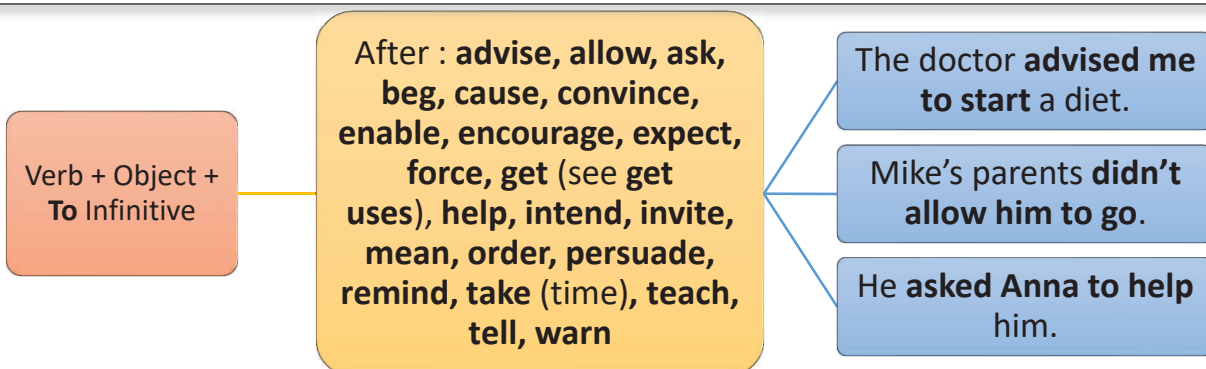 Verb + Object +
To Infinitive
After : advise, allow, ask,
beg, cause, convince,
enable, encourage, expect,
force, get (see get
uses), help, intend, invite,
mean, order, persuade,
remind, take (time), teach,
tell, warn
The doctor advised me
to start a diet.
Mike’s parents didn’t
allow him to go.
He asked Anna to help
him.